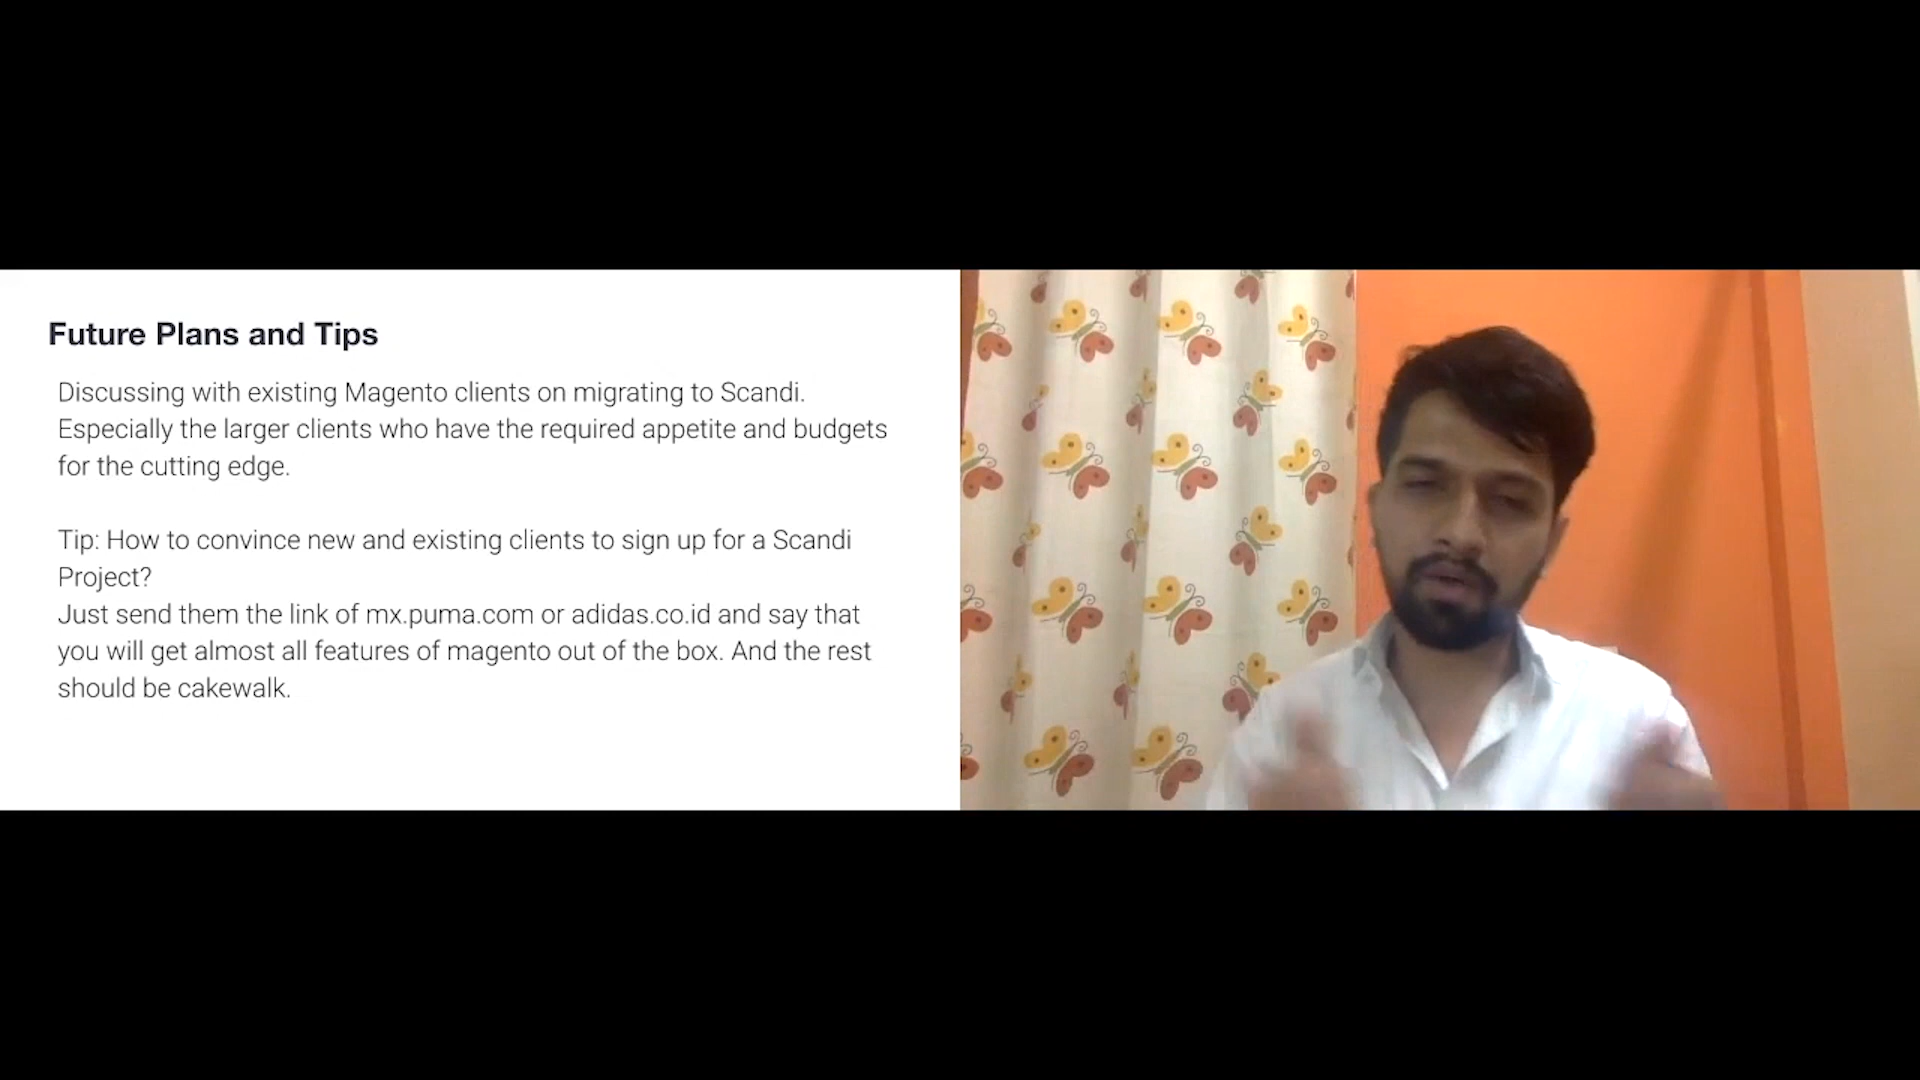 Future Plans and Tips
Discussing with existing Magento clients on migrating to Scandi.
Especially the larger clients who have the required appetite and budgets
for the cutting edge.
Tip: How to convince new and existing clients to sign up for a Scandi
Project?
Just send them the link of mx.puma.com or adidas.co.id and say that
you will get almost all features of magento out of the box. And the rest
should be cakewalk.